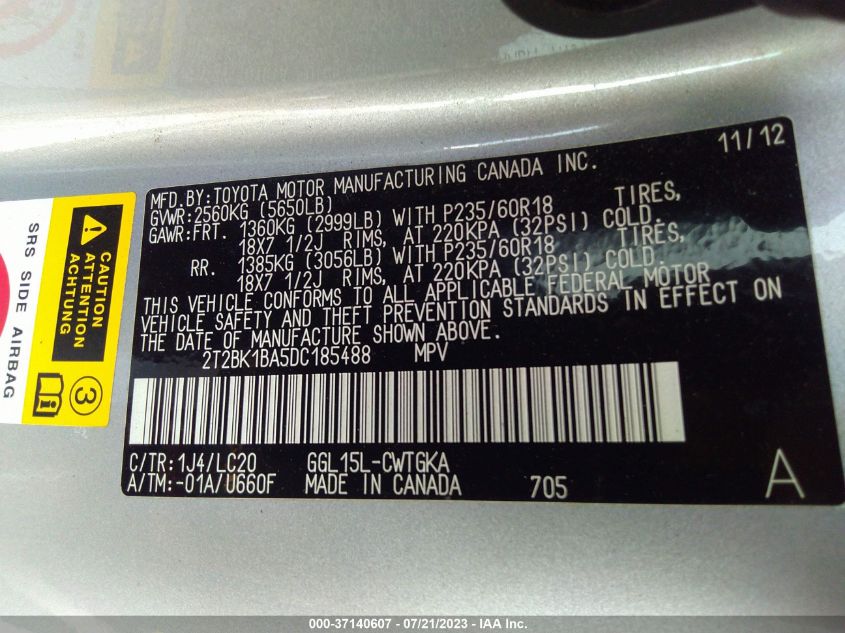 11/12
MFD.BY:TOYOTA MOTOR MANUFACTURING CANADA INC.
GVWR:2560KG (5650LB)
GAWR:FRT. 1360KG (2999LB) WITH P235/60R18 TIRES,
18X7 1/2J RIMS, AT 220KPA (32PSI) COLD.
RR. 1385KG (3056LB) WITH P235/60R18 TIRES,
18X7 1/2J RIMS, AT 220KPA (32PSI) COLD.
THIS VEHICLE CONFORMS TO ALL APPLICABLE FEDERAL MOTOR
VEHICLE SAFETY AND THEFT PREVENTION STANDARDS IN EFFECT ON
THE DATE OF MANUFACTURE SHOWN ABOVE.
2T2BK1BA5DC185488 MPV
C/TR:1J4/LC20 GGL15L-CWTGKA
A/TM:-01A/U660F MADE IN CANADA 705 A
SRS SIDE AIRBAG
CAUTION
ATTENTION
ACHTUNG
3
000-37140607 - 07/21/2023 - IAA Inc.